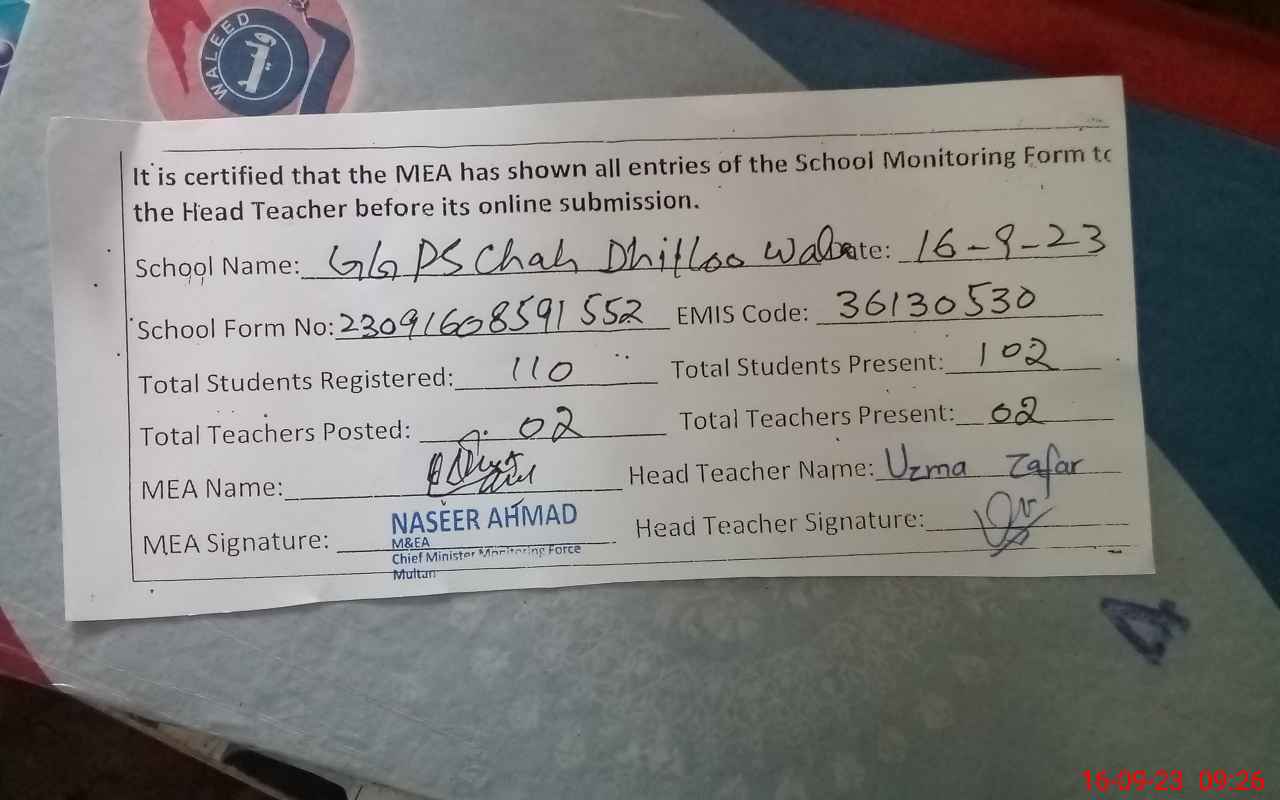 WALEED
It is certified that the MEA has shown all entries of the School Monitoring Form to
the Head Teacher before its online submission.
School Name: GGPS Chah Dhilloo Wala Date: 16-9-23
School Form No: 23091608591552 EMIS Code: 36130530
Total Students Registered: 110 Total Students Present: 102
Total Teachers Posted: 02 Total Teachers Present: 02
MEA Name: Head Teacher Name: Uzma Zafar
MEA Signature: Head Teacher Signature:
NASEER AHMAD
M&EA
Chief Minister Monitoring Force
Multan
16-09-23 09:26